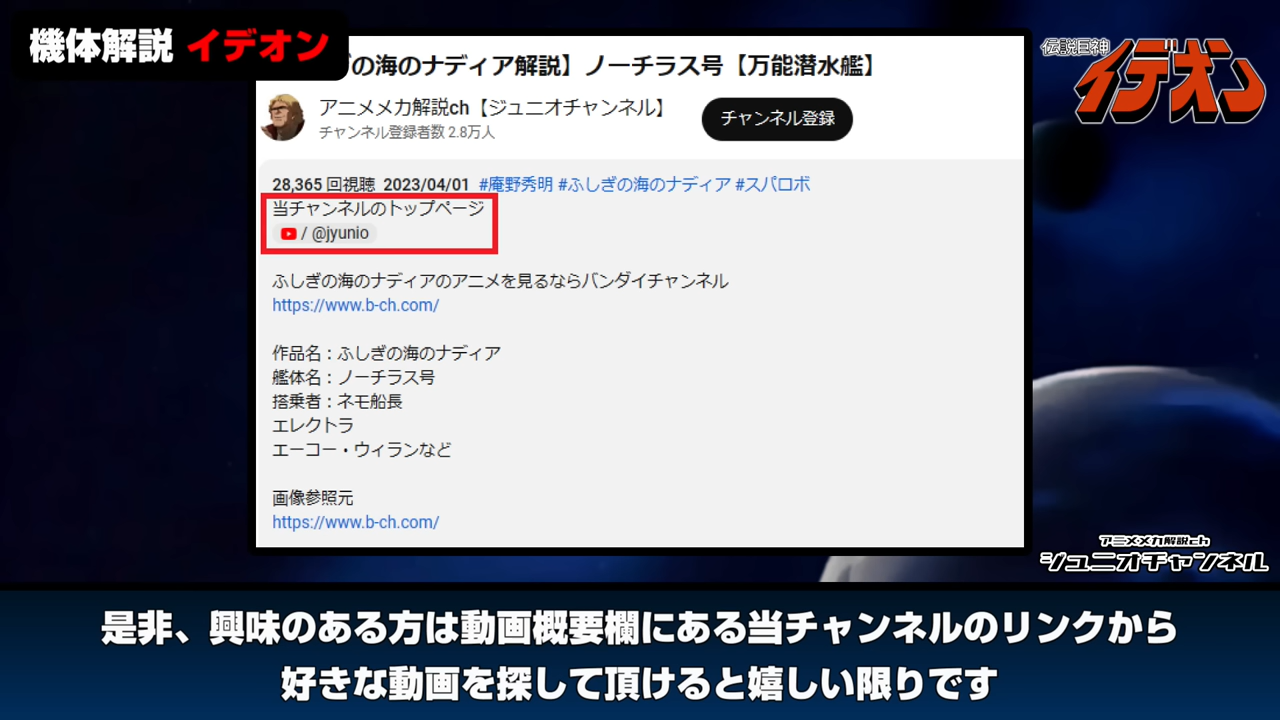 機体解説 イデオン
伝説巨神
イデオン
ぎの海のナディア解説】ノーチラス号【万能潜水艦】
アニメメカ解説ch【ジュニオチャンネル】
チャンネル登録者数 2.8万人
チャンネル登録
28,365 回視聴 2023/04/01 #庵野秀明 #ふしぎの海のナディア #スパロボ
当チャンネルのトップページ
/ @jyunio
ふしぎの海のナディアのアニメを見るならバンダイチャンネル
https://www.b-ch.com/
作品名：ふしぎの海のナディア
艦体名：ノーチラス号
搭乗者：ネモ船長
エレクトラ
エーコー・ウィランなど
画像参照元
https://www.b-ch.com/
アニメメカ解説ch
ジュニオチャンネル
是非、興味のある方は動画概要欄にある当チャンネルのリンクから
好きな動画を探して頂けると嬉しい限りです